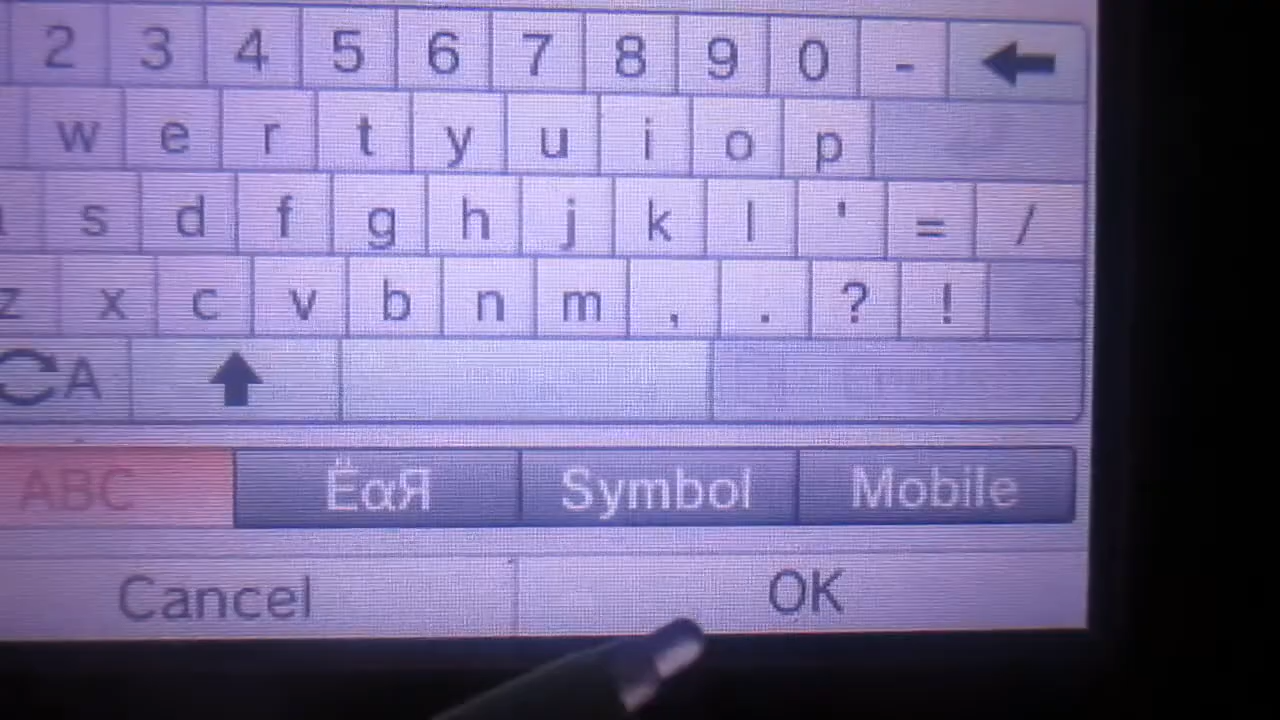 2 3 4 5 6 7 8 9 0 -
w e r t y u i o p
s d f g h j k l ' = /
z x c v b n m , . ? !
A
ABC ЁαЯ Symbol Mobile
Cancel OK